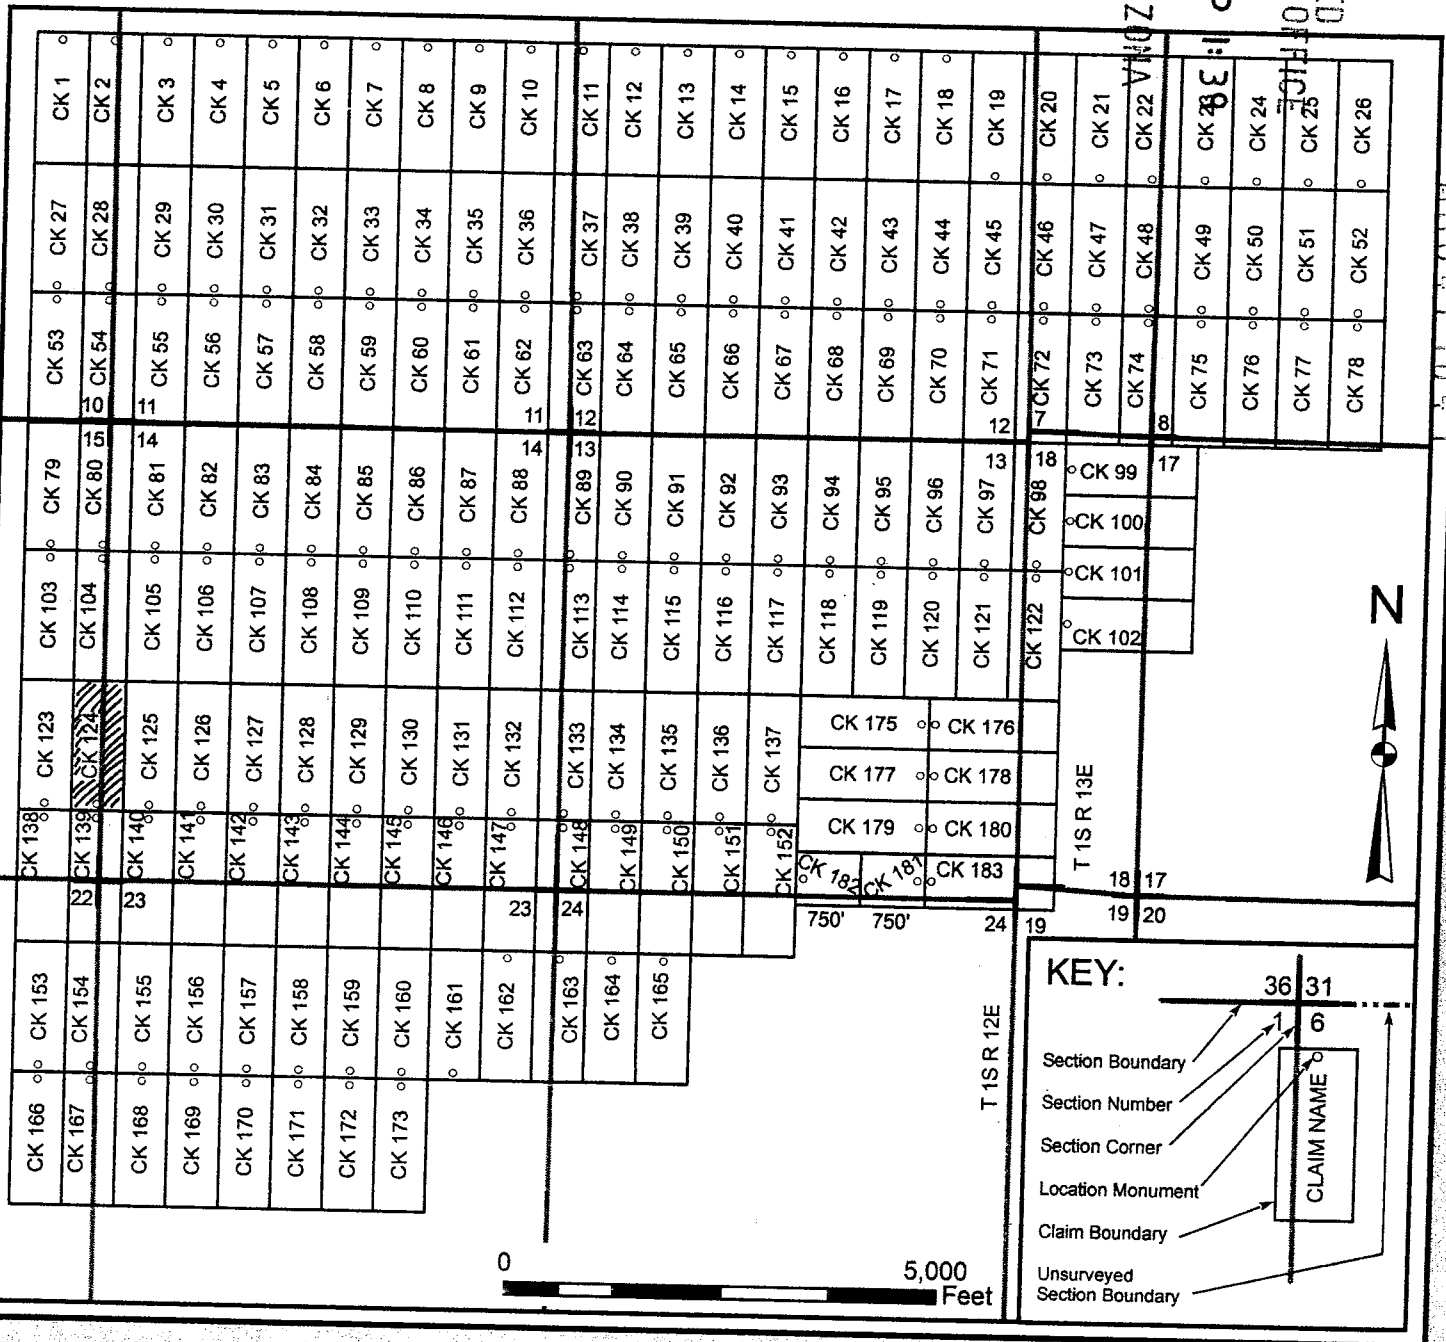 ZONA
1:38
OFFICE
CK 1 CK 2 CK 3 CK 4 CK 5 CK 6 CK 7 CK 8 CK 9 CK 10 CK 11 CK 12 CK 13 CK 14 CK 15 CK 16 CK 17 CK 18 CK 19 CK 20 CK 21 CK 22 CK 23 CK 24 CK 25 CK 26
CK 27 CK 28 CK 29 CK 30 CK 31 CK 32 CK 33 CK 34 CK 35 CK 36 CK 37 CK 38 CK 39 CK 40 CK 41 CK 42 CK 43 CK 44 CK 45 CK 46 CK 47 CK 48 CK 49 CK 50 CK 51 CK 52
CK 53 CK 54 CK 55 CK 56 CK 57 CK 58 CK 59 CK 60 CK 61 CK 62 CK 63 CK 64 CK 65 CK 66 CK 67 CK 68 CK 69 CK 70 CK 71 CK 72 CK 73 CK 74 CK 75 CK 76 CK 77 CK 78
10 11 11 12 12 7 8
15 14 14 13 13 18 17
CK 79 CK 80 CK 81 CK 82 CK 83 CK 84 CK 85 CK 86 CK 87 CK 88 CK 89 CK 90 CK 91 CK 92 CK 93 CK 94 CK 95 CK 96 CK 97 CK 98 CK 99
CK 100
CK 101
CK 102
CK 103 CK 104 CK 105 CK 106 CK 107 CK 108 CK 109 CK 110 CK 111 CK 112 CK 113 CK 114 CK 115 CK 116 CK 117 CK 118 CK 119 CK 120 CK 121 CK 122
N
CK 123 CK 124 CK 125 CK 126 CK 127 CK 128 CK 129 CK 130 CK 131 CK 132 CK 133 CK 134 CK 135 CK 136 CK 137
CK 175 CK 176
CK 177 CK 178
CK 179 CK 180
T 1S R 13E
CK 138 CK 139 CK 140 CK 141 CK 142 CK 143 CK 144 CK 145 CK 146 CK 147 CK 148 CK 149 CK 150 CK 151 CK 152 CK 182 CK 181 CK 183
18 17
22 23 23 24 750' 750' 24 19 19 20
CK 153 CK 154 CK 155 CK 156 CK 157 CK 158 CK 159 CK 160 CK 161 CK 162 CK 163 CK 164 CK 165
T 1S R 12E
CK 166 CK 167 CK 168 CK 169 CK 170 CK 171 CK 172 CK 173
KEY:
36 31
1 6
Section Boundary
Section Number
Section Corner
Location Monument
Claim Boundary
Unsurveyed
Section Boundary
CLAIM NAME
0 5,000
Feet